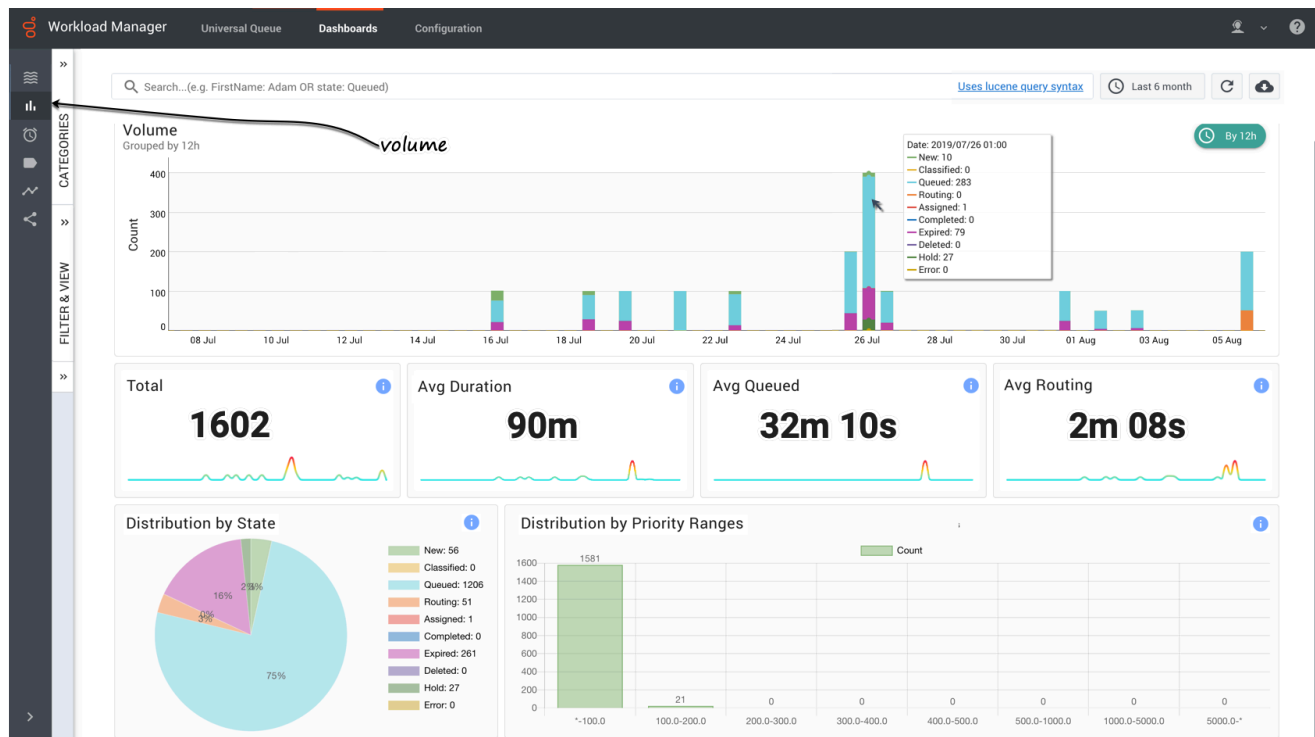 Workload Manager
Universal Queue
Dashboards
Configuration
Search...(e.g. FirstName: Adam OR state: Queued)
Uses lucene query syntax
Last 6 month
CATEGORIES
FILTER & VIEW
volume
Volume
Grouped by 12h
By 12h
Count
400
300
200
100
0
08 Jul
10 Jul
12 Jul
14 Jul
16 Jul
18 Jul
20 Jul
22 Jul
24 Jul
26 Jul
28 Jul
30 Jul
01 Aug
03 Aug
05 Aug
Date: 2019/07/26 01:00
New: 10
Classified: 0
Queued: 283
Routing: 0
Assigned: 1
Completed: 0
Expired: 79
Deleted: 0
Hold: 27
Error: 0
Total
1602
Avg Duration
90m
Avg Queued
32m 10s
Avg Routing
2m 08s
Distribution by State
16%
2%
0%
3%
75%
New: 56
Classified: 0
Queued: 1206
Routing: 51
Assigned: 1
Completed: 0
Expired: 261
Deleted: 0
Hold: 27
Error: 0
Distribution by Priority Ranges
Count
1600
1400
1200
1000
800
600
400
200
0
1581
21
0
0
0
0
0
0
*-100.0
100.0-200.0
200.0-300.0
300.0-400.0
400.0-500.0
500.0-1000.0
1000.0-5000.0
5000.0-*